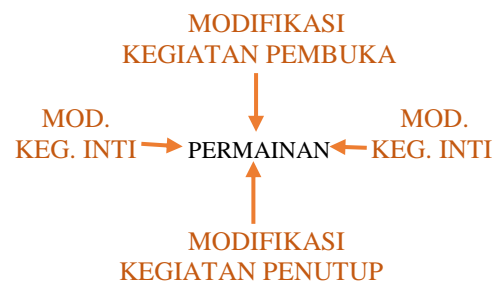 MODIFIKASI
KEGIATAN PEMBUKA
MOD.
KEG. INTI
PERMAINAN
MOD.
KEG. INTI
MODIFIKASI
KEGIATAN PENUTUP